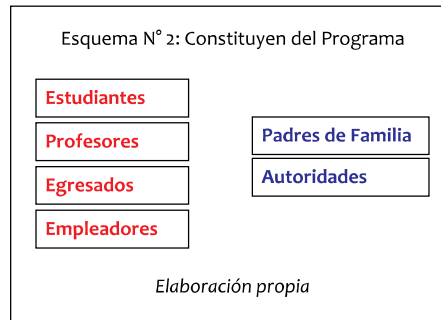 Esquema N° 2: Constituyen del Programa
Estudiantes
Profesores
Egresados
Empleadores
Padres de Familia
Autoridades
Elaboración propia